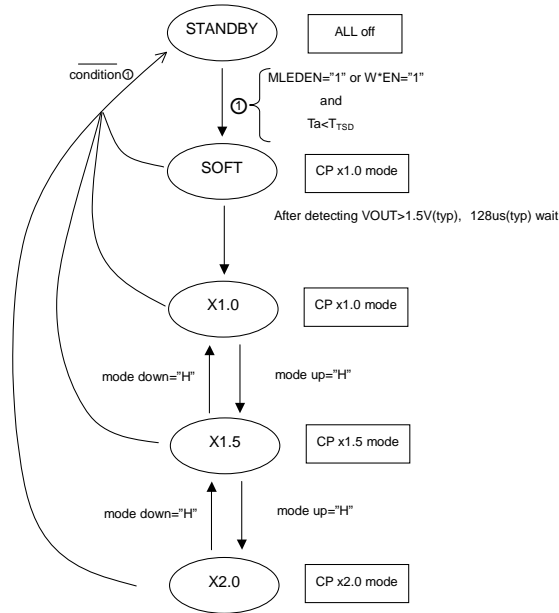 STANDBY
ALL off
condition①
①
MLEDEN="1" or W*EN="1"
and
Ta<TTSD
SOFT
CP x1.0 mode
After detecting VOUT>1.5V(typ), 128us(typ) wait
X1.0
CP x1.0 mode
mode down="H"
mode up="H"
X1.5
CP x1.5 mode
mode down="H"
mode up="H"
X2.0
CP x2.0 mode